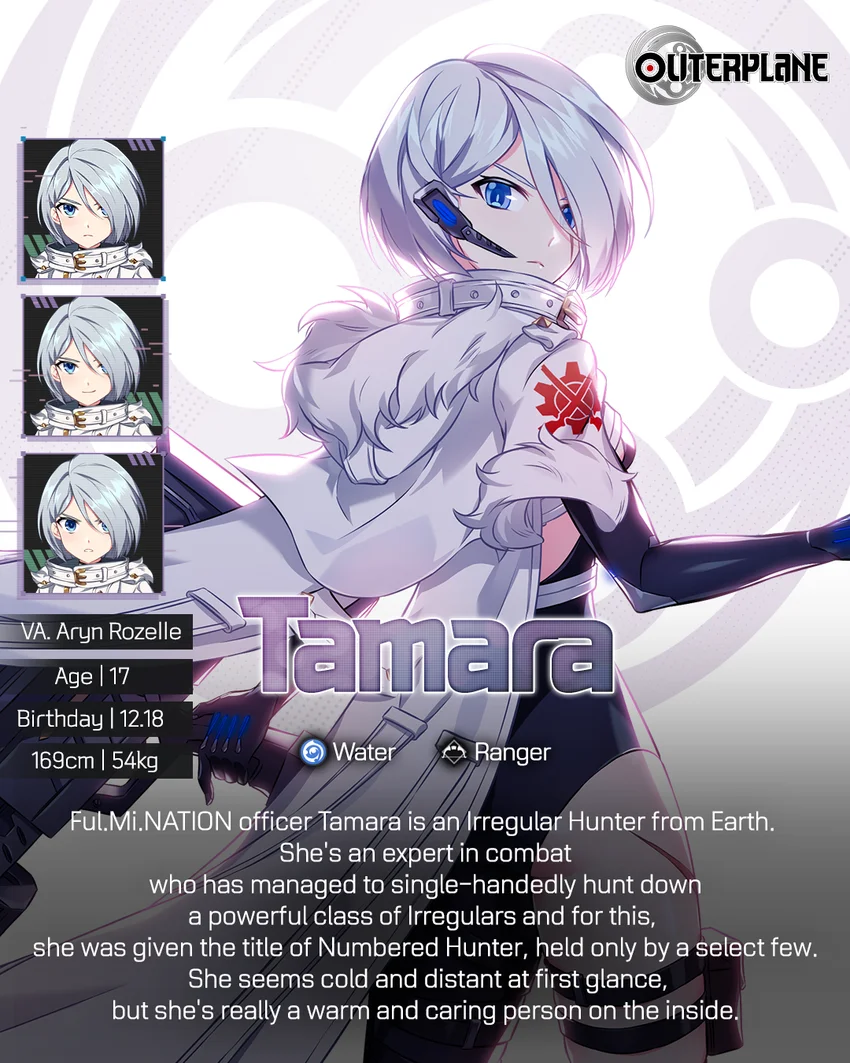 OUTERPLANE
VA. Aryn Rozelle
Age | 17
Birthday | 12.18
169cm | 54kg
Tamara
Water
Ranger
Ful.Mi.NATION officer Tamara is an Irregular Hunter from Earth.
She's an expert in combat
who has managed to single-handedly hunt down
a powerful class of Irregulars and for this,
she was given the title of Numbered Hunter, held only by a select few.
She seems cold and distant at first glance,
but she's really a warm and caring person on the inside.